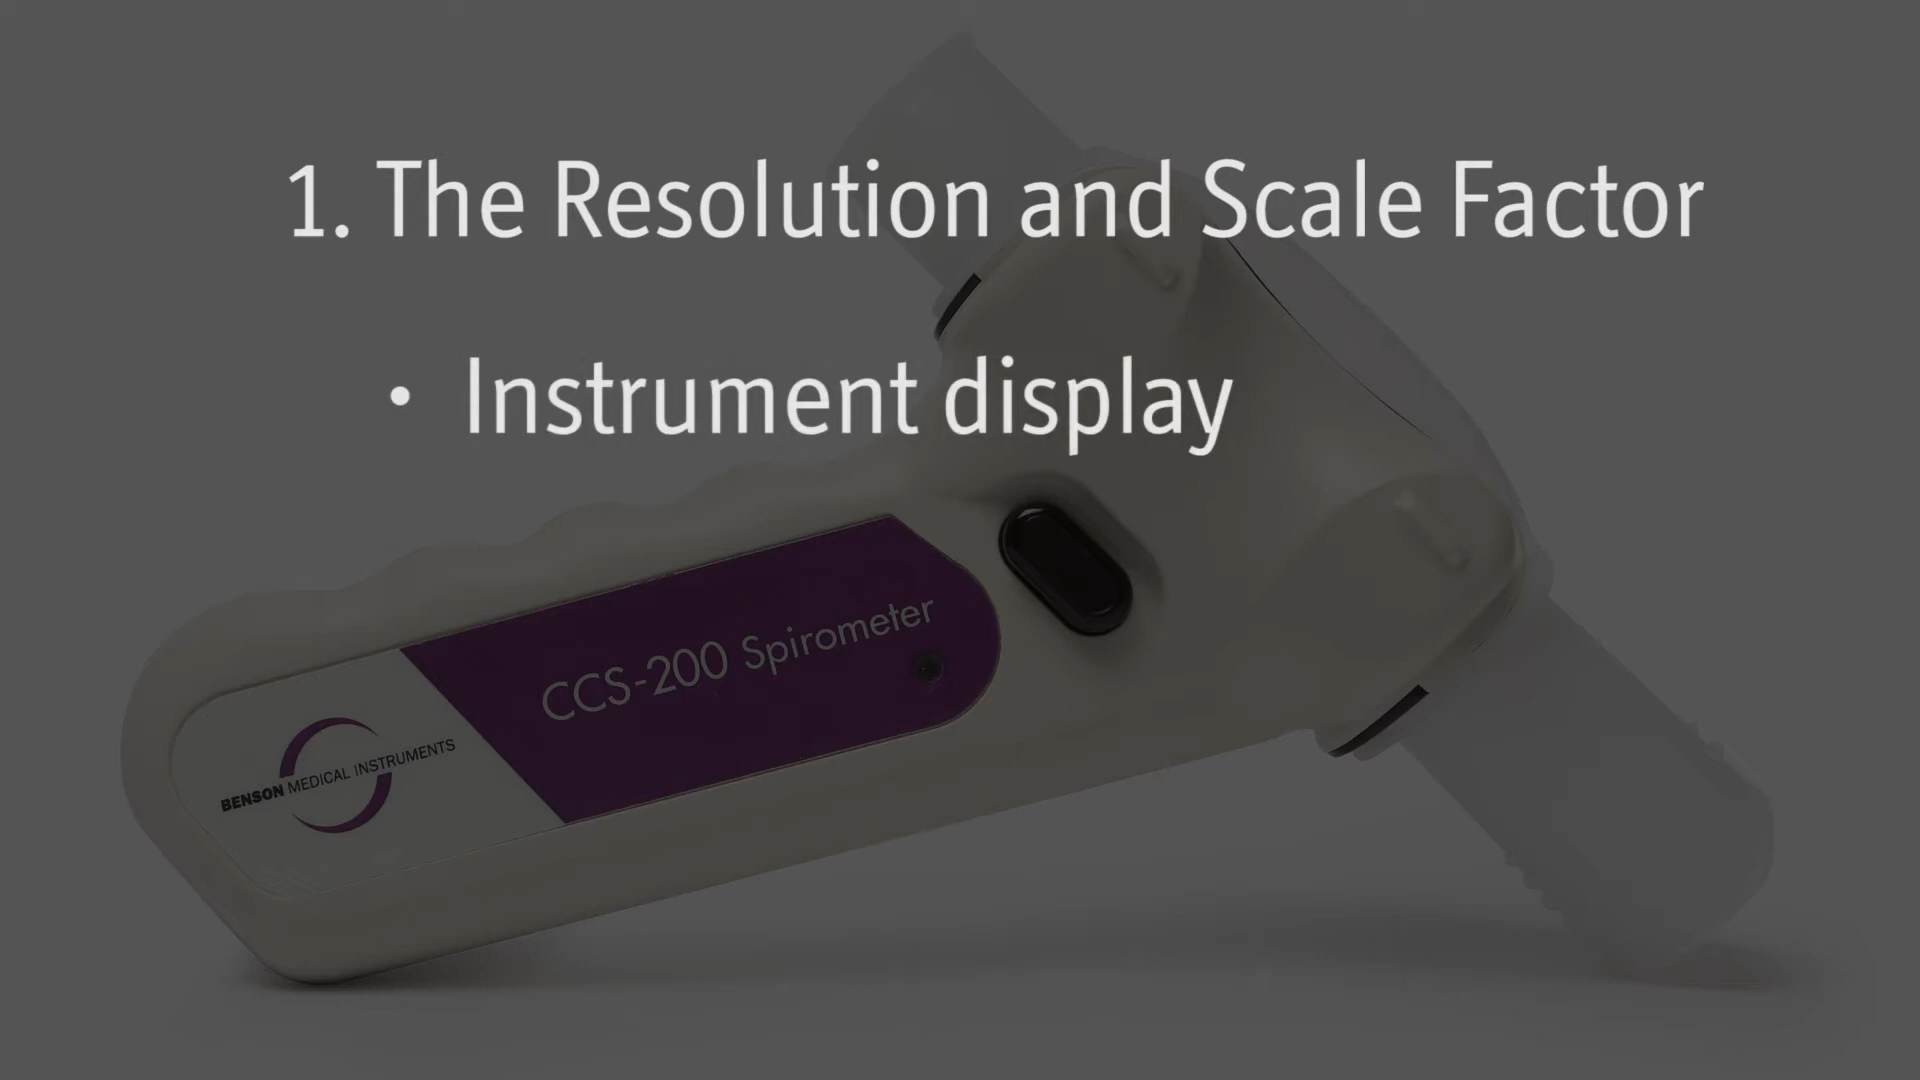 1. The Resolution and Scale Factor
• Instrument display
CCS-200 Spirometer
BENSON MEDICAL INSTRUMENTS